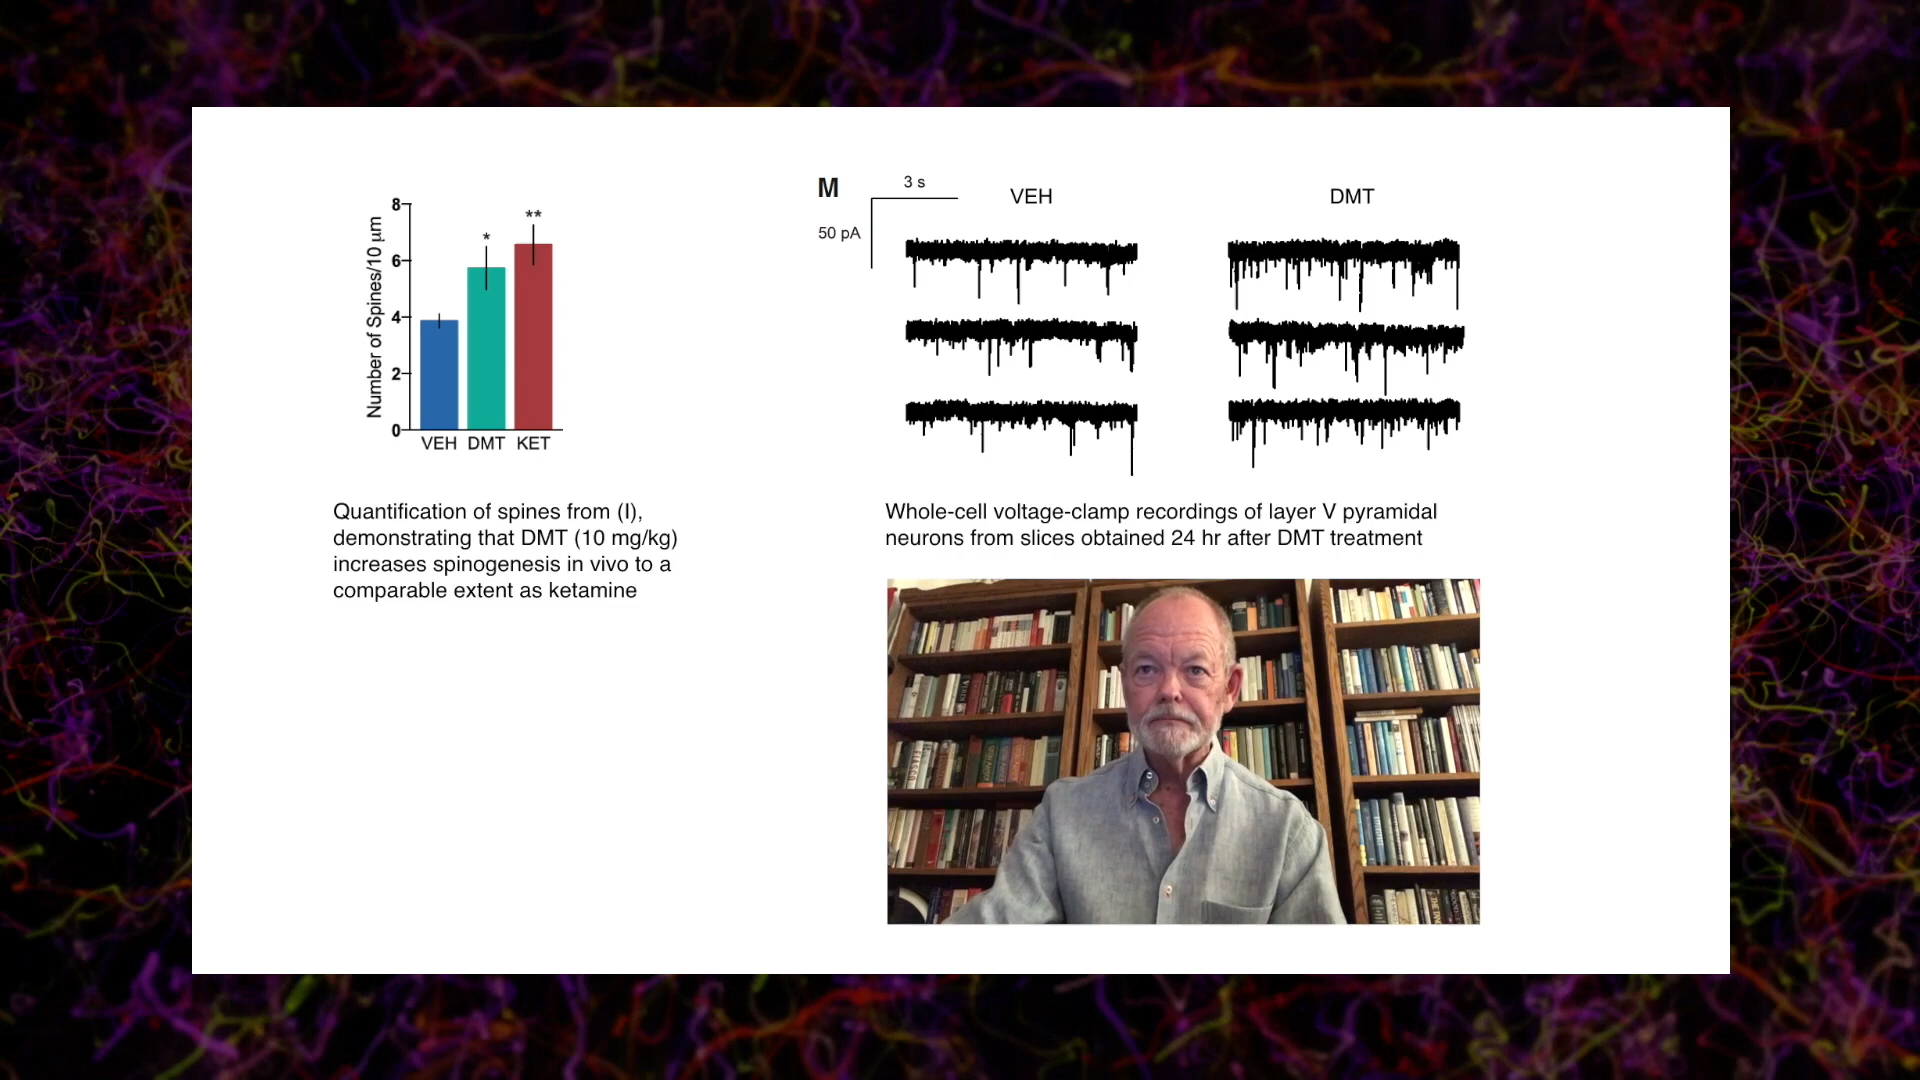 8
6
4
2
0
Number of Spines/10 µm
*
**
VEH DMT KET
Quantification of spines from (I),
demonstrating that DMT (10 mg/kg)
increases spinogenesis in vivo to a
comparable extent as ketamine
M
3 s
50 pA
VEH
DMT
Whole-cell voltage-clamp recordings of layer V pyramidal
neurons from slices obtained 24 hr after DMT treatment